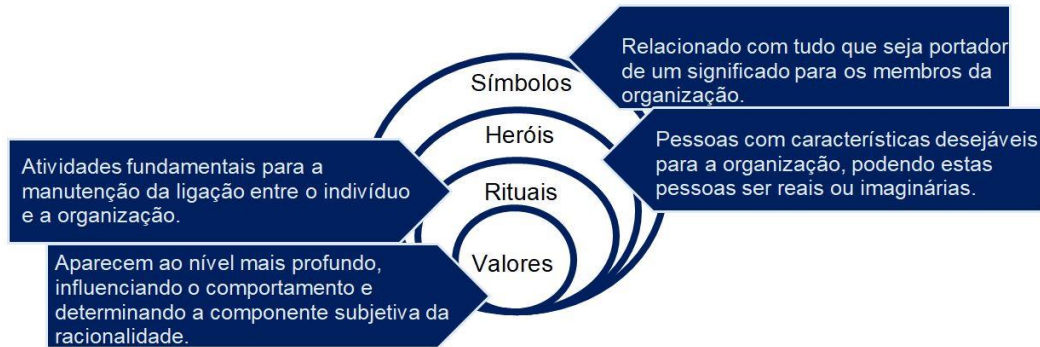 Símbolos
Relacionado com tudo que seja portador
de um significado para os membros da
organização.
Heróis
Pessoas com características desejáveis
para a organização, podendo estas
pessoas ser reais ou imaginárias.
Rituais
Atividades fundamentais para a
manutenção da ligação entre o indivíduo
e a organização.
Valores
Aparecem ao nível mais profundo,
influenciando o comportamento e
determinando a componente subjetiva da
racionalidade.